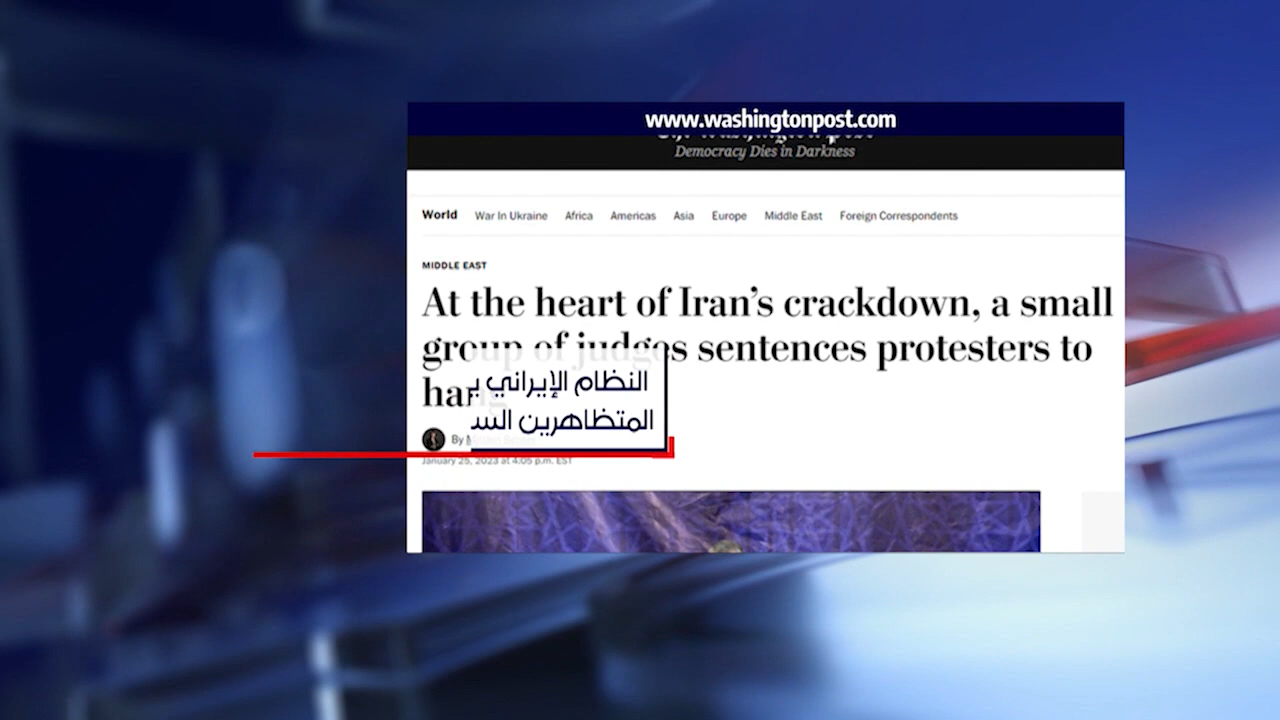 www.washingtonpost.com
Democracy Dies in Darkness
World War In Ukraine Africa Americas Asia Europe Middle East Foreign Correspondents
MIDDLE EAST
At the heart of Iran's crackdown, a small
group of judges sentences protesters to
النظام الإيراني
المتظاهرين
By
January 25, 2023 at 4:05 p.m. EST